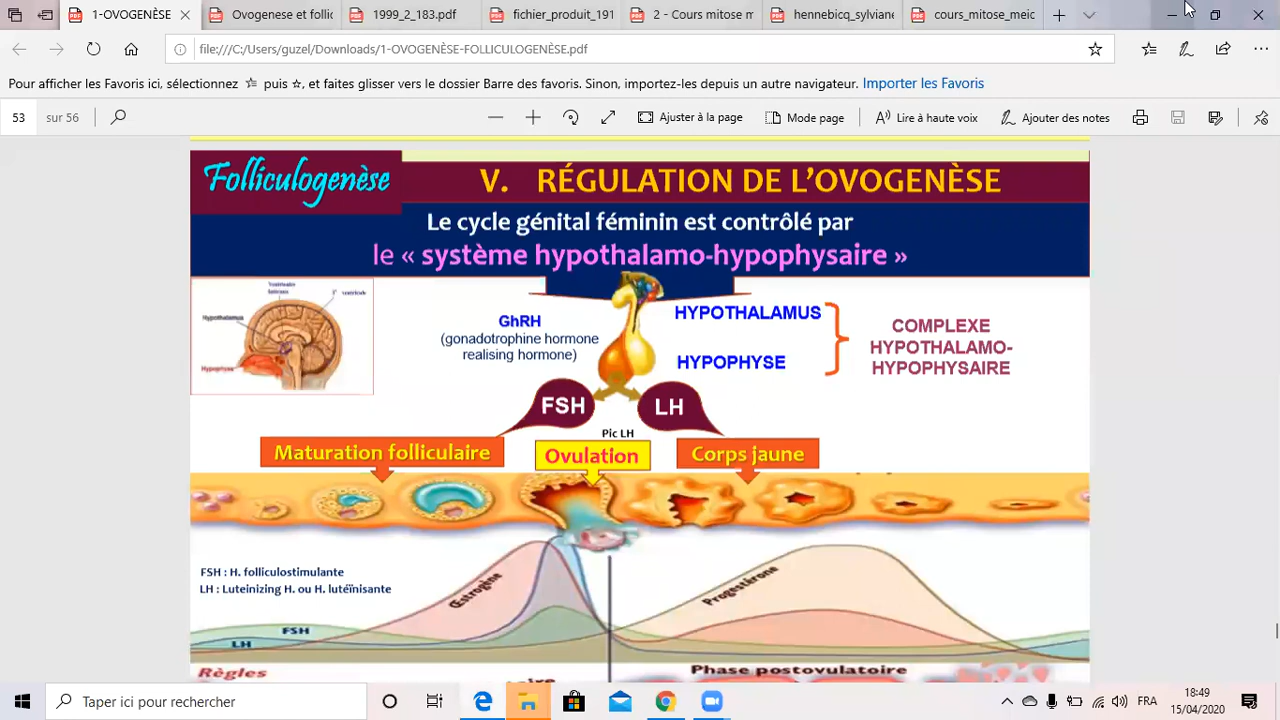 1-OVOGENÈSE
Ovogenese et follic
1999_2_183.pdf
fichier_produit_191
2 - Cours mitose m
hennebicq_sylviane
cours_mitose_meic
file:///C:/Users/guzel/Downloads/1-OVOGENÈSE-FOLLICULOGENÈSE.pdf
Pour afficher les Favoris ici, sélectionnez puis ☆, et faites glisser vers le dossier Barre des favoris. Sinon, importez-les depuis un autre navigateur. Importer les Favoris
53 sur 56
Ajuster à la page
Mode page
Lire à haute voix
Ajouter des notes
Folliculogenèse
V. RÉGULATION DE L'OVOGENÈSE
Le cycle génital féminin est contrôlé par
le « système hypothalamo-hypophysaire »
Hypothalamus
Hypophyse
GhRH
(gonadotrophine hormone
realising hormone)
HYPOTHALAMUS
HYPOPHYSE
COMPLEXE
HYPOTHALAMO-
HYPOPHYSAIRE
FSH
LH
Pic LH
Maturation folliculaire
Ovulation
Corps jaune
FSH : H. folliculostimulante
LH : Luteinizing H. ou H. lutéïnisante
Œstrogène
Progestérone
FSH
LH
Règles
Phase postovulatoire
Taper ici pour rechercher
FRA
18:49
15/04/2020